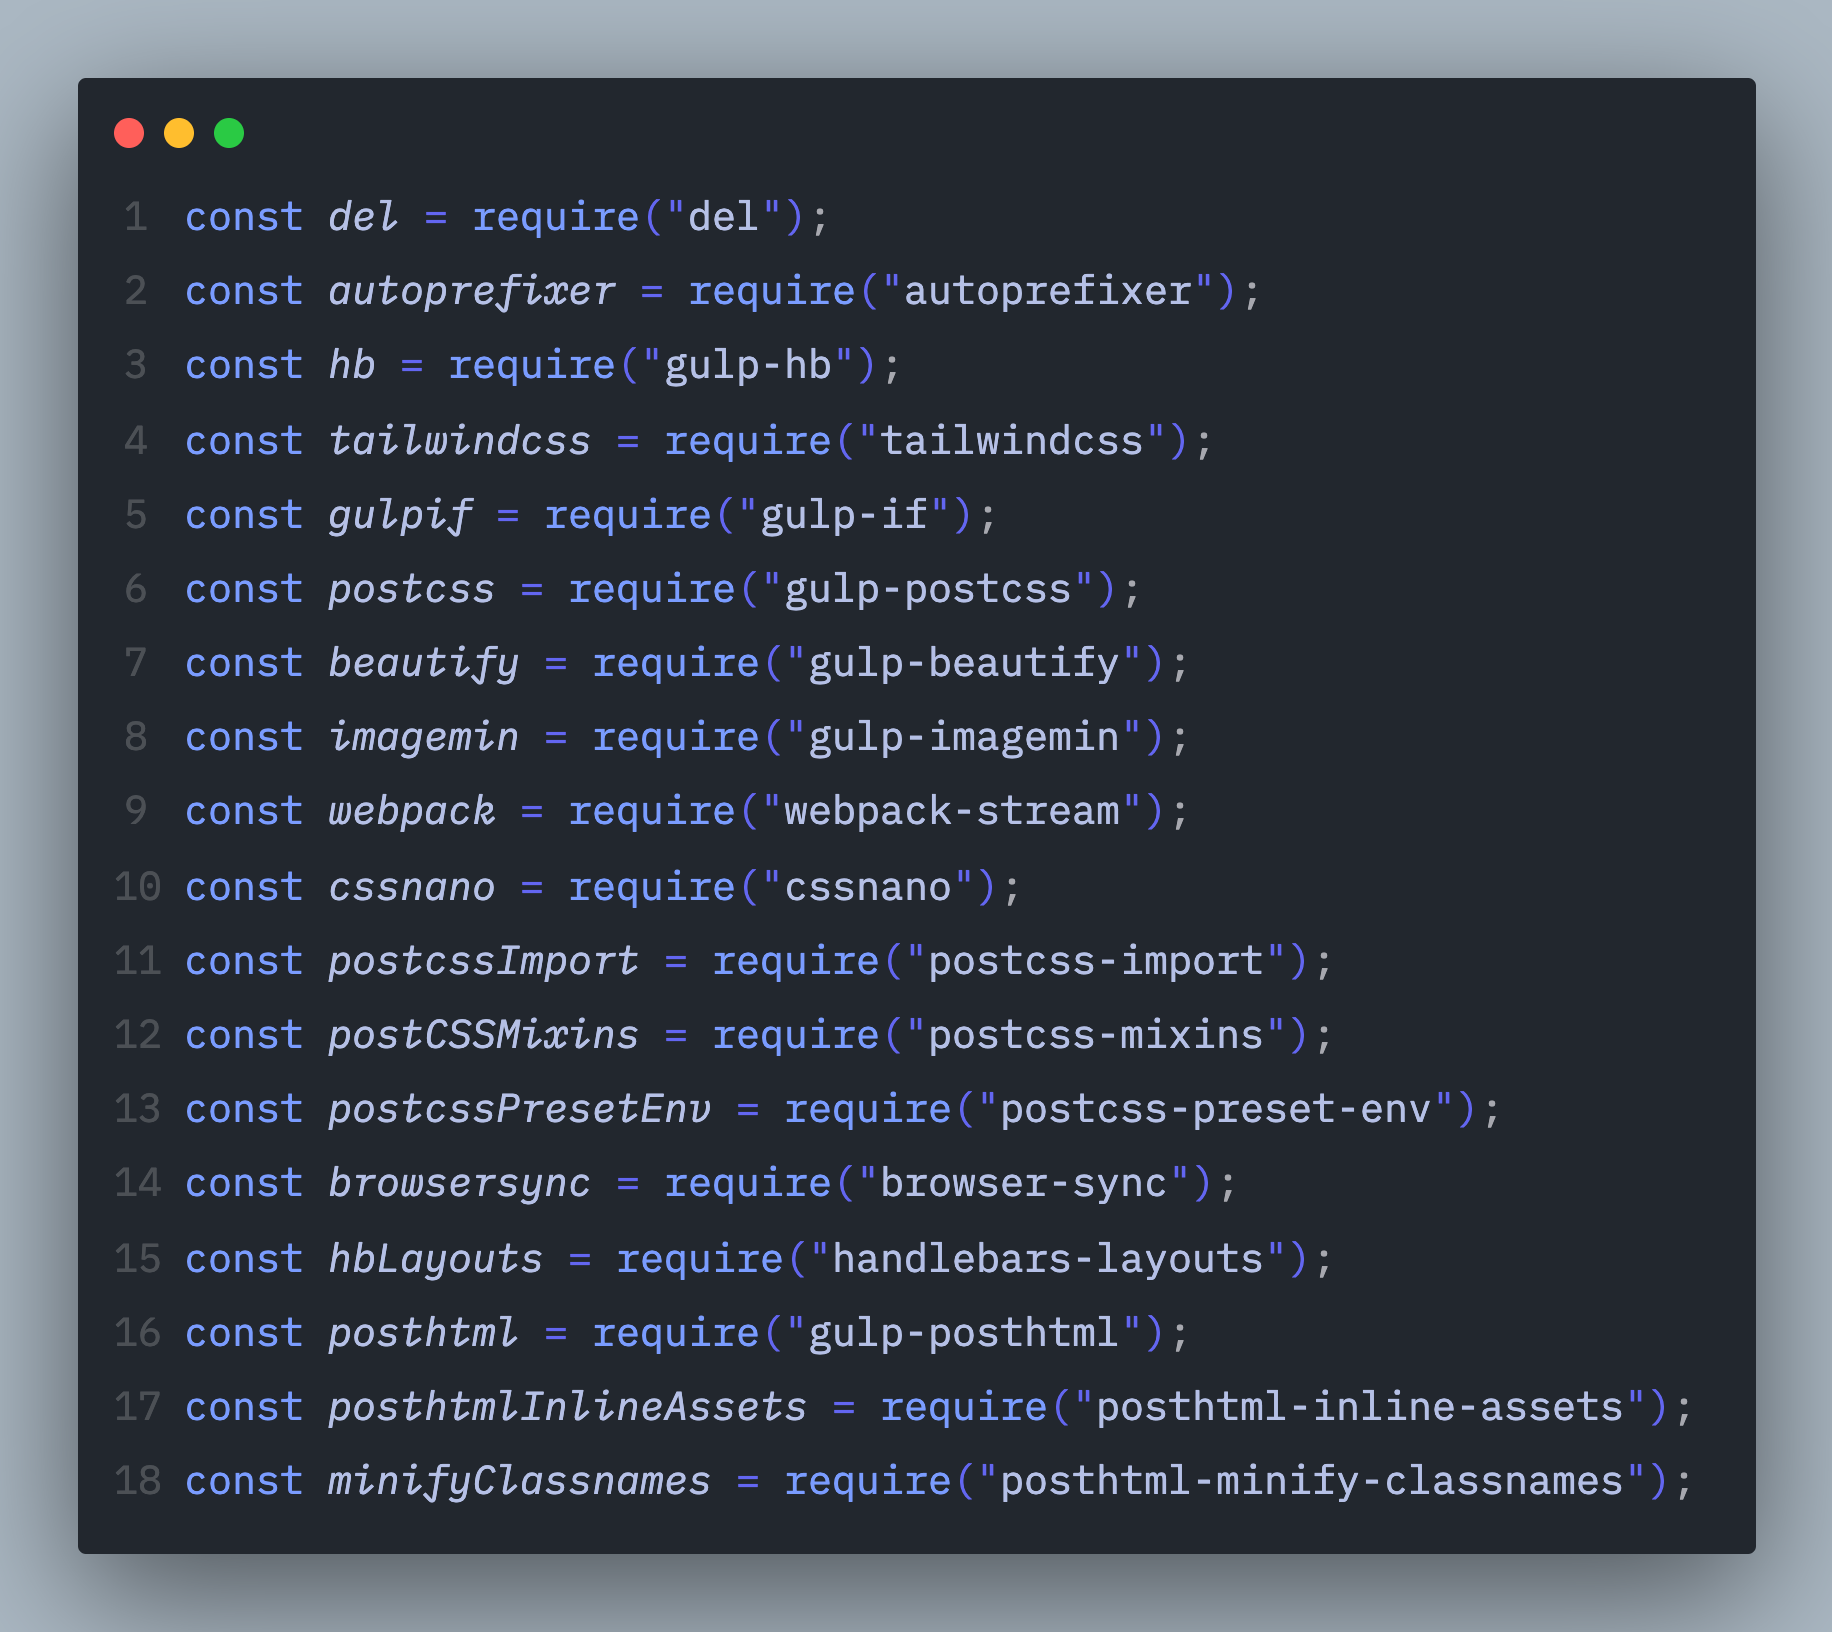 1 const del = require("del");
2 const autoprefixer = require("autoprefixer");
3 const hb = require("gulp-hb");
4 const tailwindcss = require("tailwindcss");
5 const gulpif = require("gulp-if");
6 const postcss = require("gulp-postcss");
7 const beautify = require("gulp-beautify");
8 const imagemin = require("gulp-imagemin");
9 const webpack = require("webpack-stream");
10 const cssnano = require("cssnano");
11 const postcssImport = require("postcss-import");
12 const postCSSMixins = require("postcss-mixins");
13 const postcssPresetEnv = require("postcss-preset-env");
14 const browsersync = require("browser-sync");
15 const hbLayouts = require("handlebars-layouts");
16 const posthtml = require("gulp-posthtml");
17 const posthtmlInlineAssets = require("posthtml-inline-assets");
18 const minifyClassnames = require("posthtml-minify-classnames");